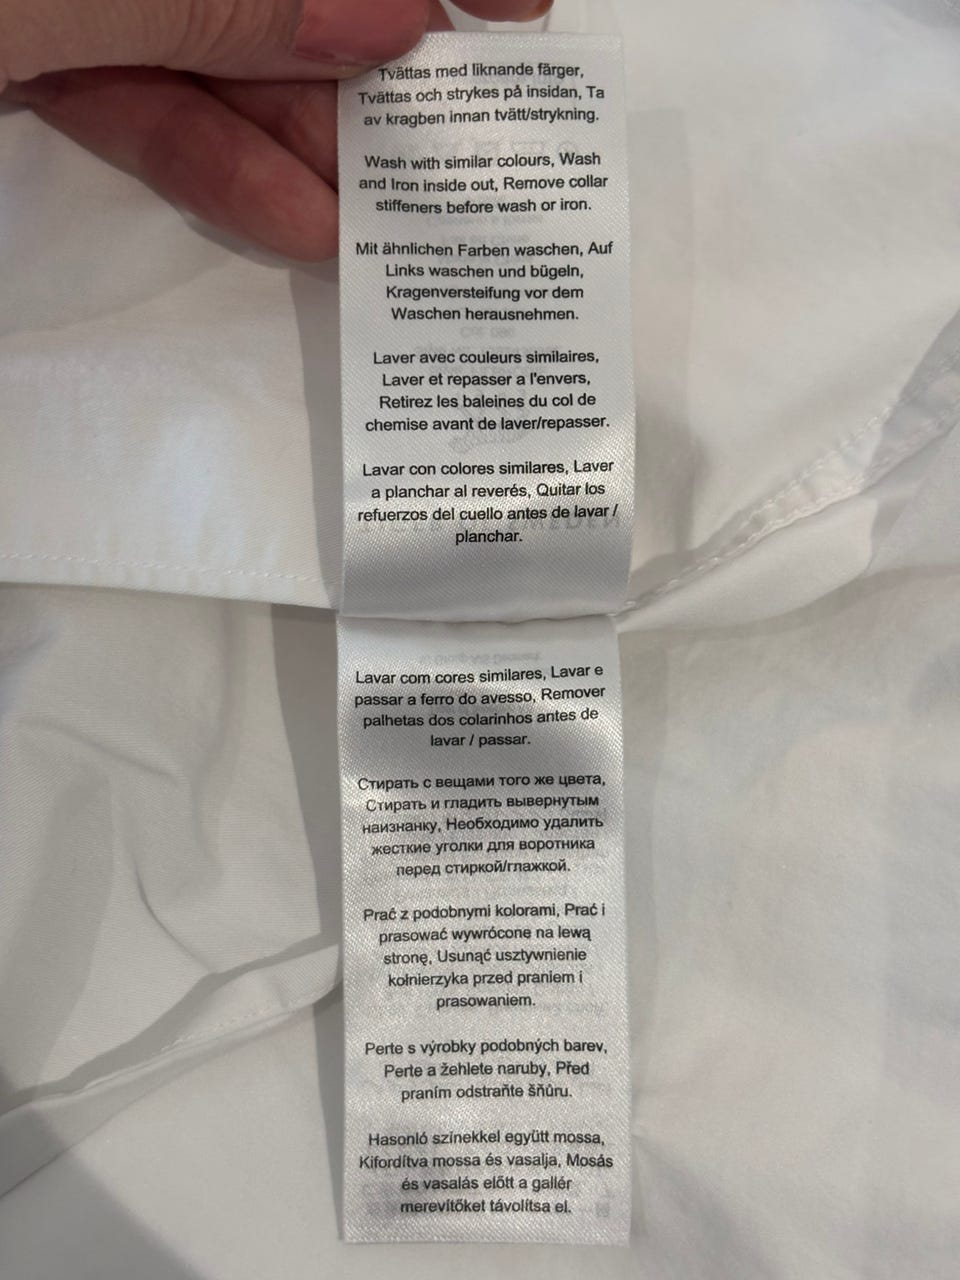 Tvättas med liknande färger,
Tvättas och strykes på insidan, Ta
av kragben innan tvätt/strykning.
Wash with similar colours, Wash
and Iron inside out, Remove collar
stiffeners before wash or iron.
Mit ähnlichen Farben waschen, Auf
Links waschen und bügeln,
Kragenversteifung vor dem
Waschen herausnehmen.
Laver avec couleurs similaires,
Laver et repasser a l'envers,
Retirez les baleines du col de
chemise avant de laver/repasser.
Lavar con colores similares, Laver
a planchar al reverés, Quitar los
refuerzos del cuello antes de lavar /
planchar.
Lavar com cores similares, Lavar e
passar a ferro do avesso, Remover
palhetas dos colarinhos antes de
lavar / passar.
Стирать с вещами того же цвета,
Стирать и гладить вывернутым
наизнанку, Необходимо удалить
жесткие уголки для воротника
перед стиркой/глажкой.
Prać z podobnymi kolorami, Prać i
prasować wywrócone na lewą
stronę, Usunąć usztywnienie
kołnierzyka przed praniem i
prasowaniem.
Perte s výrobky podobných barev,
Perte a žehlete naruby, Před
praním odstraňte šňůru.
Hasonló színekkel együtt mossa,
Kifordítva mossa és vasalja, Mosás
és vasalás előtt a gallér
merevítőket távolítsa el.